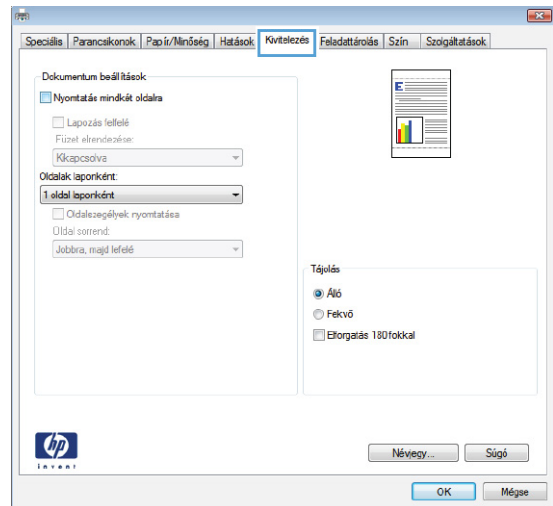 Speciális Parancsikonok Papír/Minőség Hatások Kivitelezés Feladattárolás Szín Szolgáltatások
Dokumentum beállítások
Nyomtatás mindkét oldalra
Lapozás felfelé
Füzet elrendezése:
Kikapcsolva
Oldalak laponként:
1 oldal laponként
Oldalszegélyek nyomtatása
Oldal sorrend:
Jobbra, majd lefelé
E
Tájolás
Álló
Fekvő
Elforgatás 180 fokkal
hp
invent
Névjegy... Súgó
OK Mégse